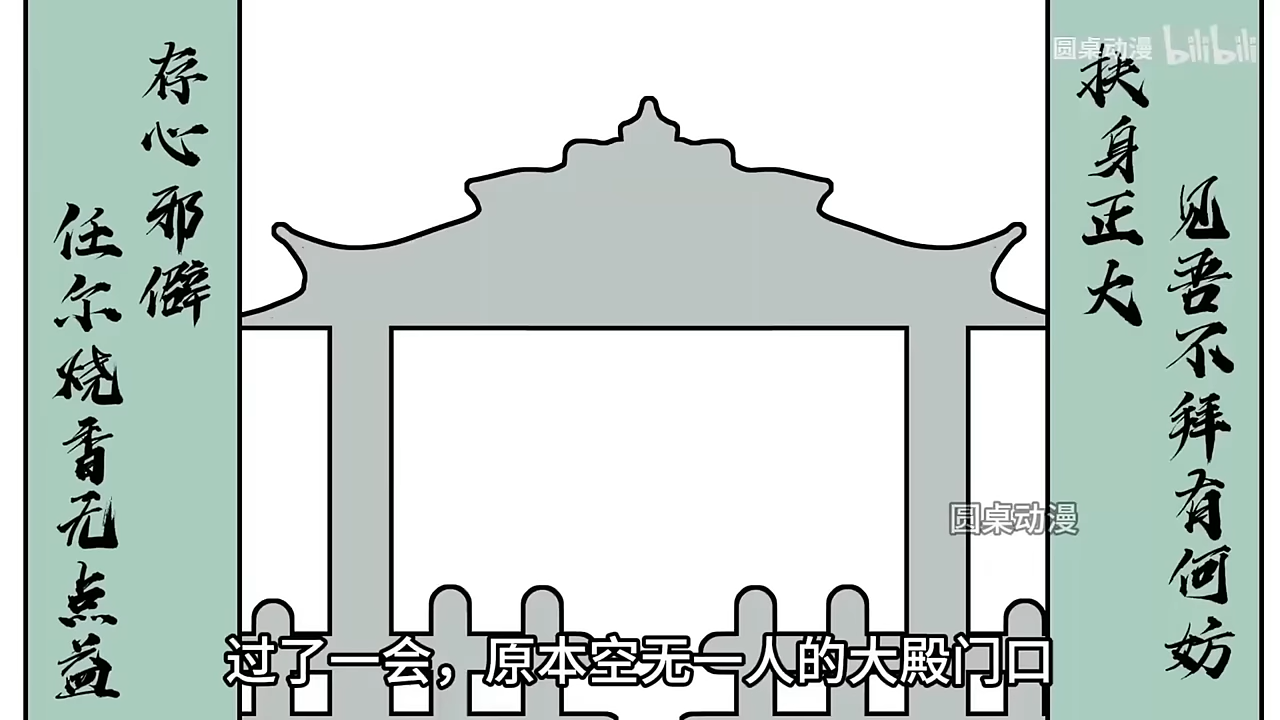 存心邪僻
任尔烧香无点益
扶身正大
见吾不拜有何妨
圆桌动漫 bilibili
圆桌动漫
过了一会，原本空无一人的大殿门口